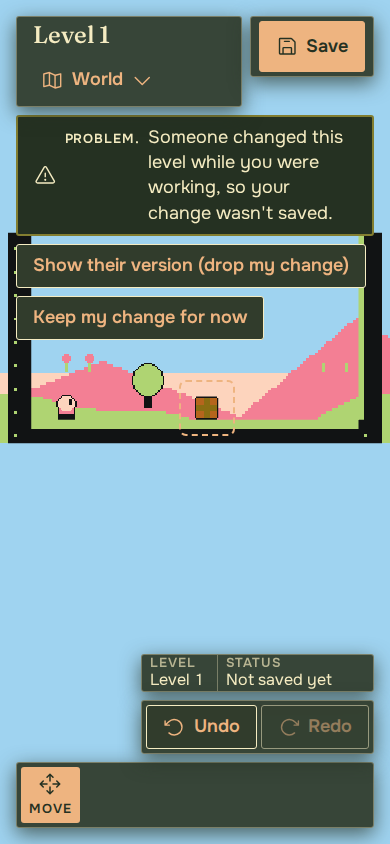 Level 1
World
Save
PROBLEM. Someone changed this
level while you were
working, so your
change wasn't saved.
Show their version (drop my change)
Keep my change for now
LEVEL
Level 1
STATUS
Not saved yet
Undo
Redo
MOVE